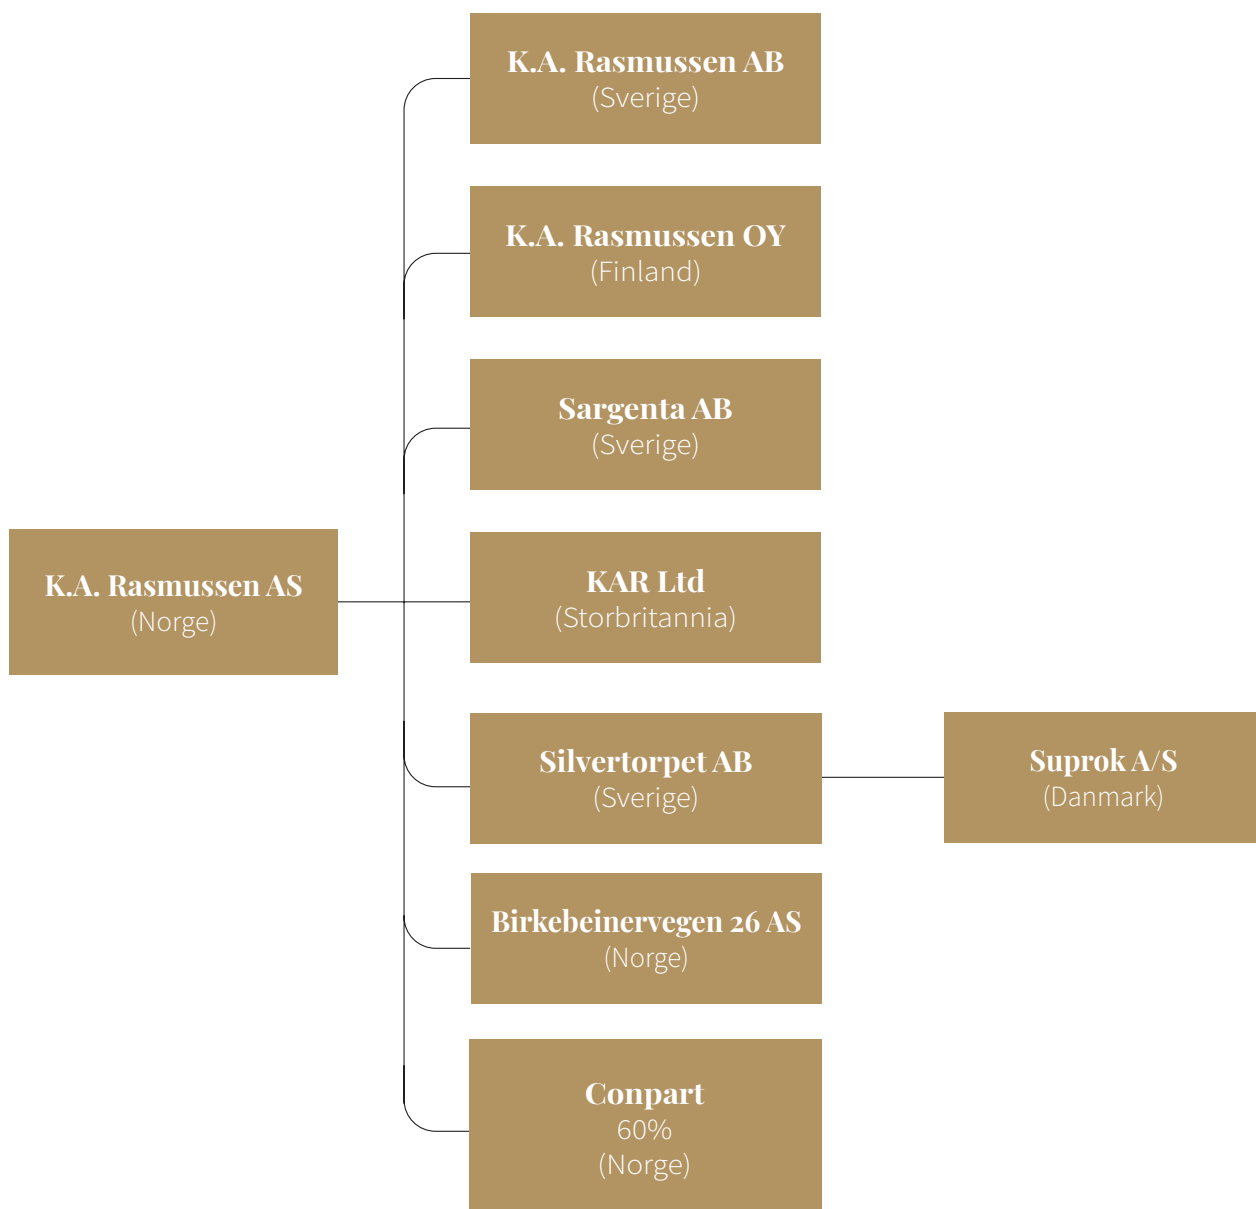 K.A. Rasmussen AB
(Sverige)
K.A. Rasmussen OY
(Finland)
Sargenta AB
(Sverige)
K.A. Rasmussen AS
(Norge)
KAR Ltd
(Storbritannia)
Silvertorpet AB
(Sverige)
Suprok A/S
(Danmark)
Birkebeinervegen 26 AS
(Norge)
Conpart
60%
(Norge)